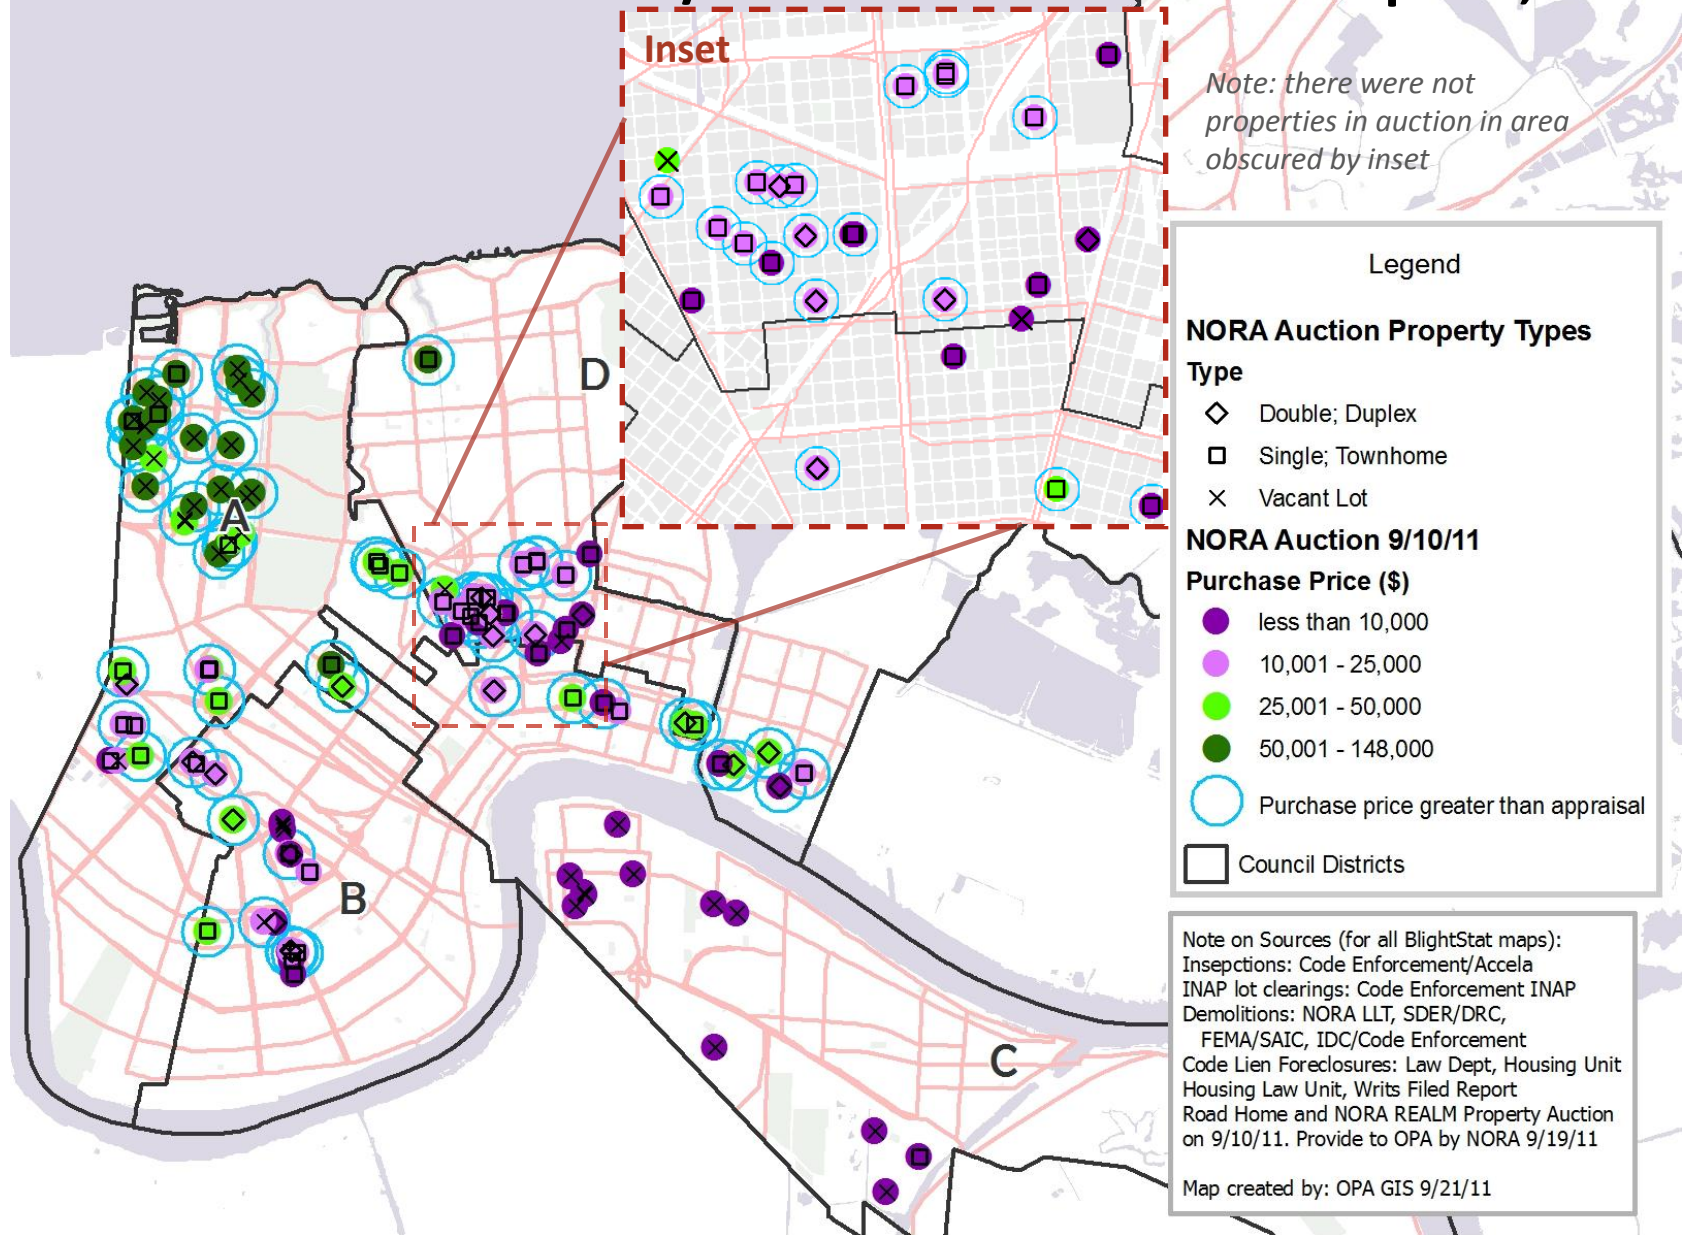 Inset
Note: there were not
properties in auction in area
obscured by inset
D
A
B
C
Legend
NORA Auction Property Types
Type
Double; Duplex
Single; Townhome
Vacant Lot
NORA Auction 9/10/11
Purchase Price ($)
less than 10,000
10,001 - 25,000
25,001 - 50,000
50,001 - 148,000
Purchase price greater than appraisal
Council Districts
Note on Sources (for all BlightStat maps):
Insepctions: Code Enforcement/Accela
INAP lot clearings: Code Enforcement INAP
Demolitions: NORA LLT, SDER/DRC,
FEMA/SAIC, IDC/Code Enforcement
Code Lien Foreclosures: Law Dept, Housing Unit
Housing Law Unit, Writs Filed Report
Road Home and NORA REALM Property Auction
on 9/10/11. Provide to OPA by NORA 9/19/11
Map created by: OPA GIS 9/21/11